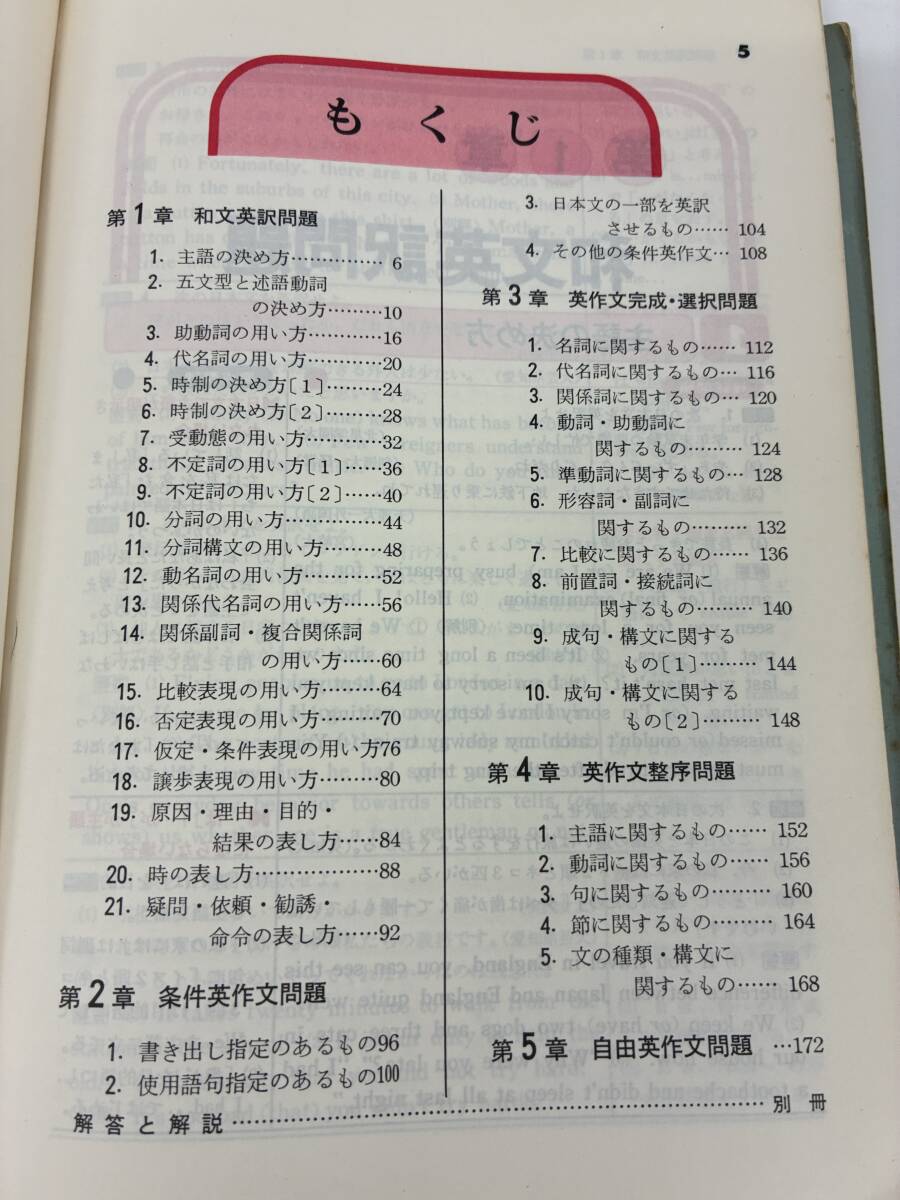 5
もくじ
第1章 和文英訳問題
1. 主語の決め方……………6
2. 五文型と述語動詞
の決め方………10
3. 助動詞の用い方…………16
4. 代名詞の用い方…………20
5. 時制の決め方〔1〕………24
6. 時制の決め方〔2〕………28
7. 受動態の用い方…………32
8. 不定詞の用い方〔1〕……36
9. 不定詞の用い方〔2〕……40
10. 分詞の用い方……………44
11. 分詞構文の用い方………48
12. 動名詞の用い方…………52
13. 関係代名詞の用い方……56
14. 関係副詞・複合関係詞
の用い方……60
15. 比較表現の用い方………64
16. 否定表現の用い方………70
17. 仮定・条件表現の用い方76
18. 譲歩表現の用い方………80
19. 原因・理由・目的・
結果の表し方……84
20. 時の表し方………………88
21. 疑問・依頼・勧誘・
命令の表し方……92
第2章 条件英作文問題
1. 書き出し指定のあるもの96
2. 使用語句指定のあるもの100
3. 日本文の一部を英訳
させるもの…… 104
4. その他の条件英作文… 108
第3章 英作文完成・選択問題
1. 名詞に関するもの…… 112
2. 代名詞に関するもの… 116
3. 関係詞に関するもの… 120
4. 動詞・助動詞に
関するもの……… 124
5. 準動詞に関するもの… 128
6. 形容詞・副詞に
関するもの……… 132
7. 比較に関するもの…… 136
8. 前置詞・接続詞に
関するもの……… 140
9. 成句・構文に関する
もの〔1〕……… 144
10. 成句・構文に関する
もの〔2〕……… 148
第4章 英作文整序問題
1. 主語に関するもの…… 152
2. 動詞に関するもの…… 156
3. 句に関するもの……… 160
4. 節に関するもの……… 164
5. 文の種類・構文に
関するもの…… 168
第5章 自由英作文問題 …172
解答と解説……………………………………………別冊